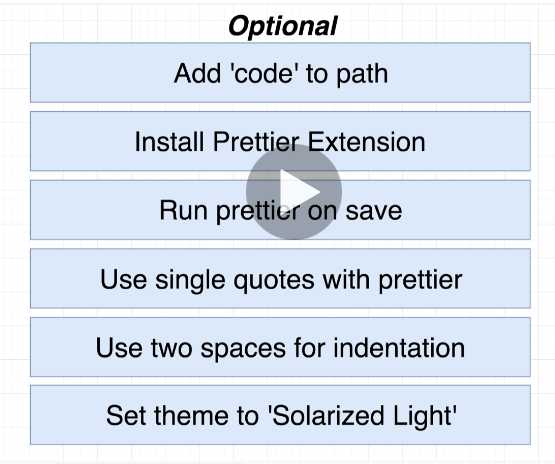 Optional
Add 'code' to path
Install Prettier Extension
Run prettier on save
Use single quotes with prettier
Use two spaces for indentation
Set theme to 'Solarized Light'